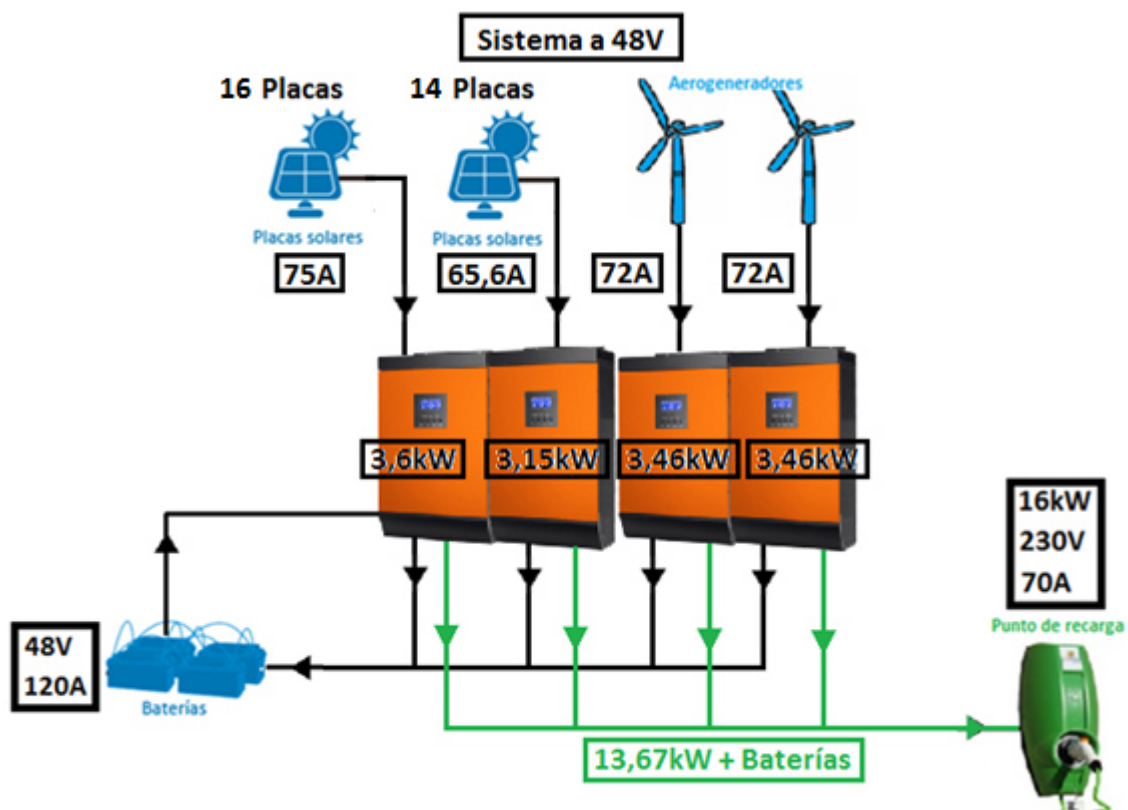 Sistema a 48V
16 Placas
14 Placas
Aerogeneradores
Placas solares
Placas solares
75A
65,6A
72A
72A
3,6kW
3,15kW
3,46kW
3,46kW
16kW
230V
70A
Punto de recarga
48V
120A
Baterías
13,67kW + Baterías